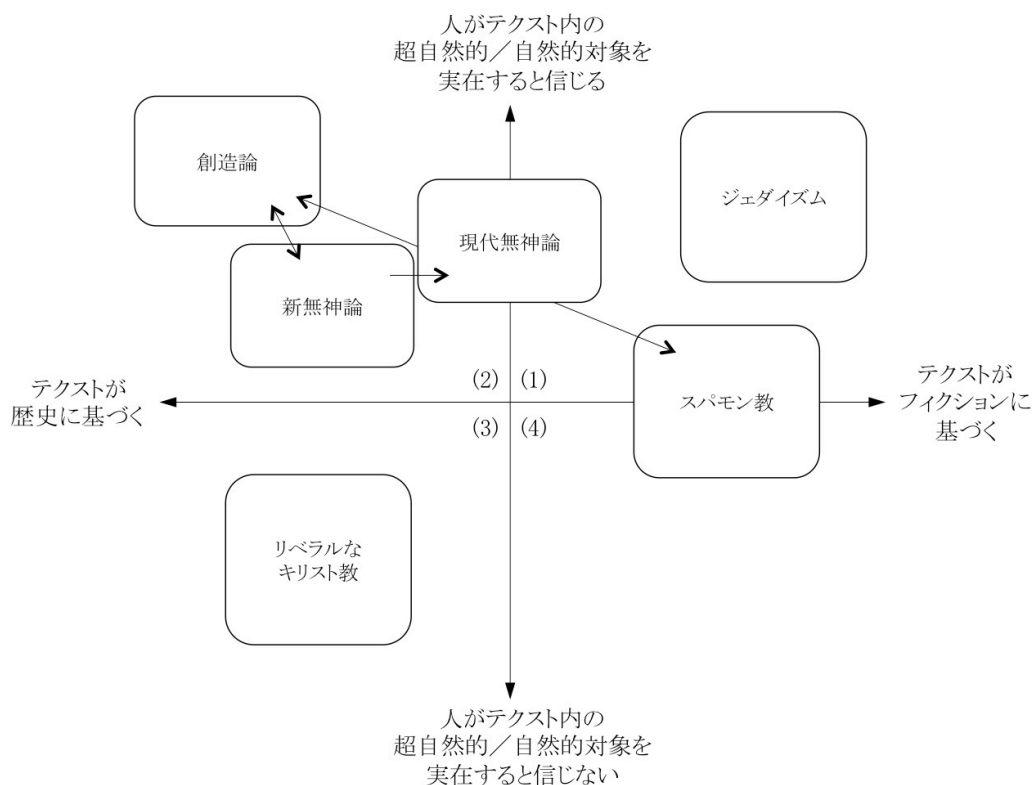 人がテクスト内の
超自然的／自然的対象を
実在すると信じる
創造論
ジェダイズム
現代無神論
新無神論
テクストが
歴史に基づく
(2)
(1)
(3)
(4)
スパモン教
テクストが
フィクションに
基づく
リベラルな
キリスト教
人がテクスト内の
超自然的／自然的対象を
実在すると信じない